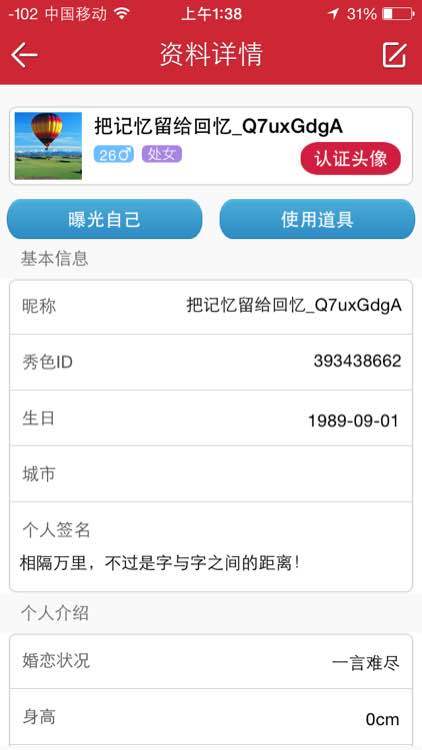 -102 中国移动 上午1:38 31%
资料详情
把记忆留给回忆_Q7uxGdgA
26♂ 处女 认证头像
曝光自己 使用道具
基本信息
昵称 把记忆留给回忆_Q7uxGdgA
秀色ID 393438662
生日 1989-09-01
城市
个人签名
相隔万里，不过是字与字之间的距离！
个人介绍
婚恋状况 一言难尽
身高 0cm